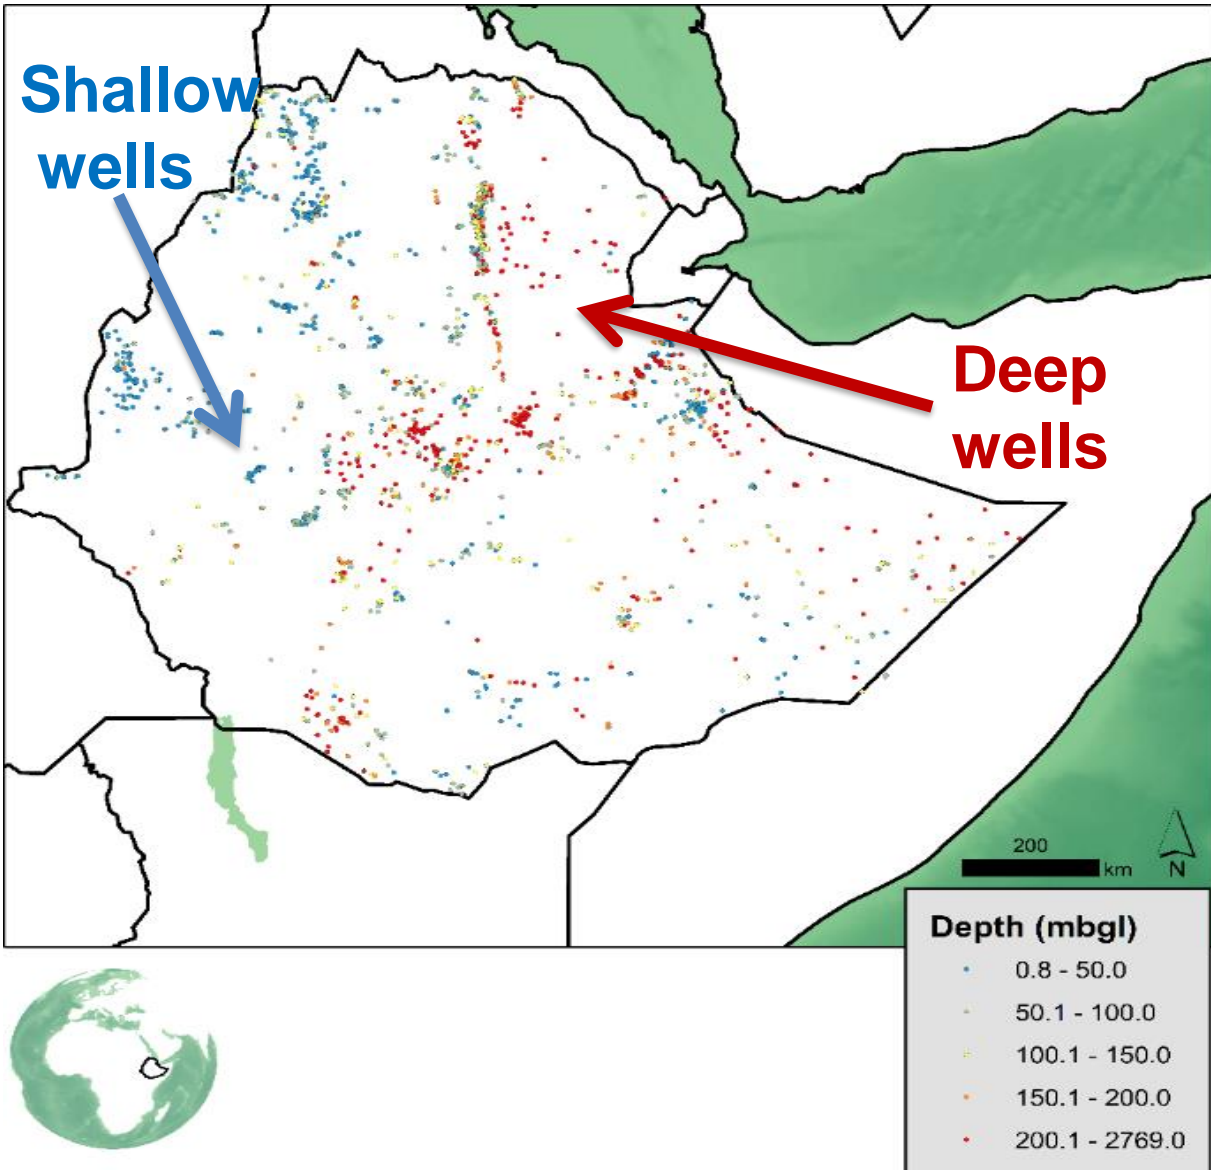 Shallow
wells
Deep
wells
200
km
N
Depth (mbgl)
0.8 - 50.0
50.1 - 100.0
100.1 - 150.0
150.1 - 200.0
200.1 - 2769.0